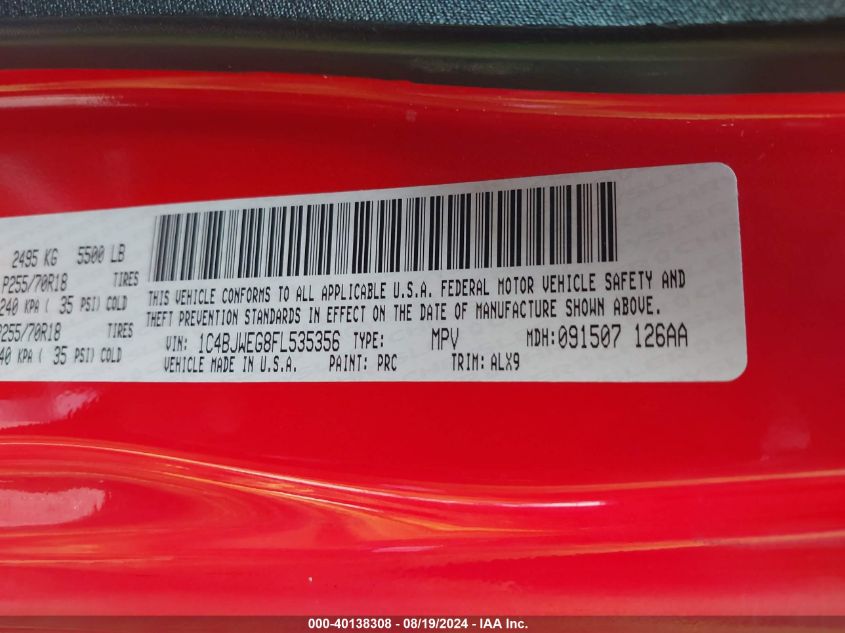 2495 KG 5500 LB
P255/70R18 TIRES
240 KPA ( 35 PSI) COLD
P255/70R18 TIRES
40 KPA ( 35 PSI) COLD
THIS VEHICLE CONFORMS TO ALL APPLICABLE U.S.A. FEDERAL MOTOR VEHICLE SAFETY AND
THEFT PREVENTION STANDARDS IN EFFECT ON THE DATE OF MANUFACTURE SHOWN ABOVE.
VIN: 1C4BJWEG8FL535356 TYPE: MPV MDH:091507 126AA
VEHICLE MADE IN U.S.A. PAINT: PRC TRIM: ALX9
000-40138308 - 08/19/2024 - IAA Inc.